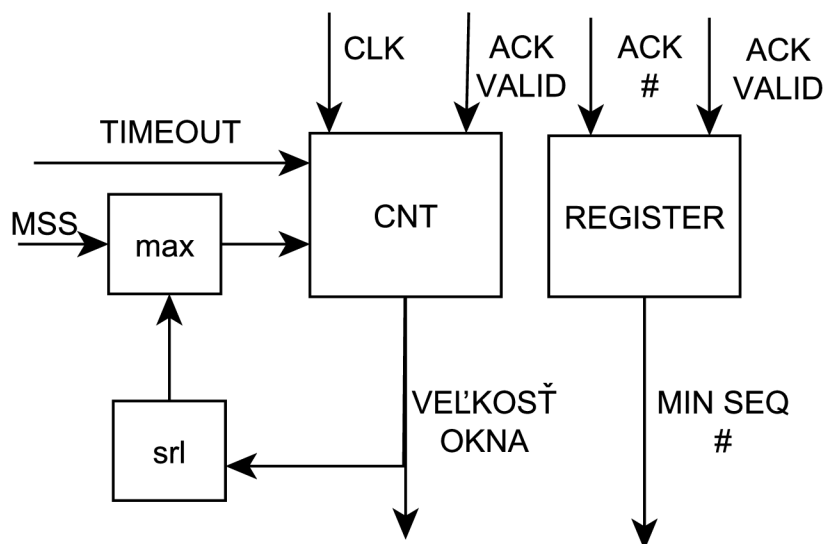 CLK
ACK
VALID
ACK
#
ACK
VALID
TIMEOUT
MSS
max
CNT
REGISTER
srl
VEĽKOSŤ
OKNA
MIN SEQ
#